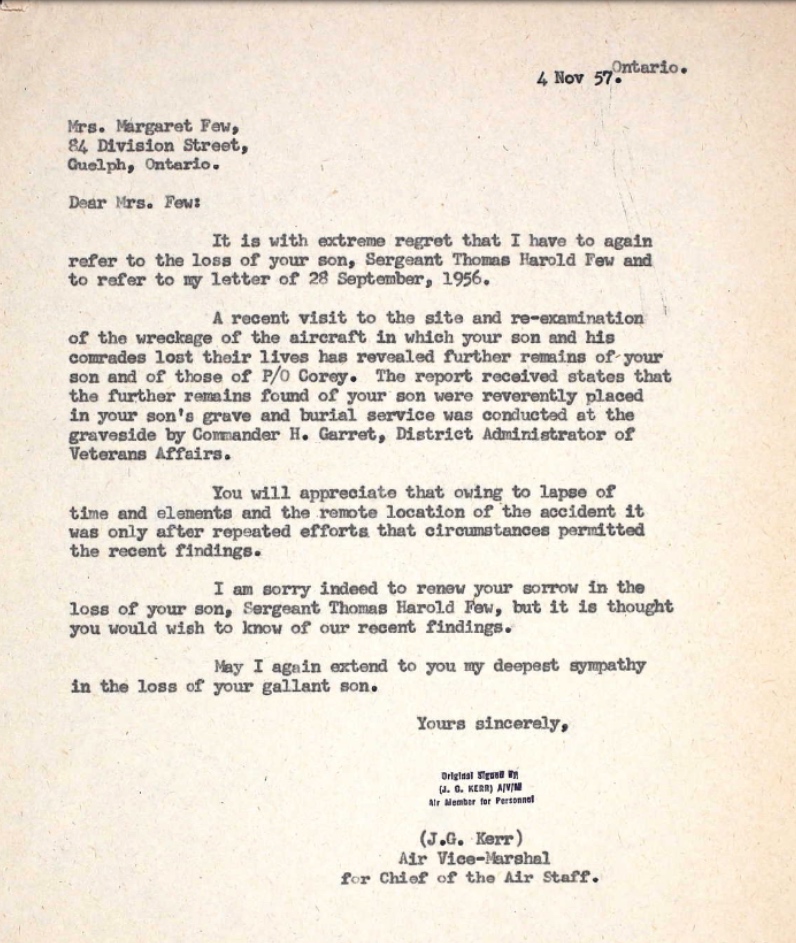 Ontario.
4 Nov 57.
Mrs. Margaret Few,
84 Division Street,
Guelph, Ontario.
Dear Mrs. Few:
It is with extreme regret that I have to again
refer to the loss of your son, Sergeant Thomas Harold Few and
to refer to my letter of 28 September, 1956.
A recent visit to the site and re-examination
of the wreckage of the aircraft in which your son and his
comrades lost their lives has revealed further remains of your
son and of those of P/O Corey. The report received states that
the further remains found of your son were reverently placed
in your son's grave and burial service was conducted at the
graveside by Commander H. Garret, District Administrator of
Veterans Affairs.
You will appreciate that owing to lapse of
time and elements and the remote location of the accident it
was only after repeated efforts that circumstances permitted
the recent findings.
I am sorry indeed to renew your sorrow in the
loss of your son, Sergeant Thomas Harold Few, but it is thought
you would wish to know of our recent findings.
May I again extend to you my deepest sympathy
in the loss of your gallant son.
Yours sincerely,
Original Signed By
(J. G. KERR) A/V/M
Air Member for Personnel
(J.G. Kerr)
Air Vice-Marshal
for Chief of the Air Staff.